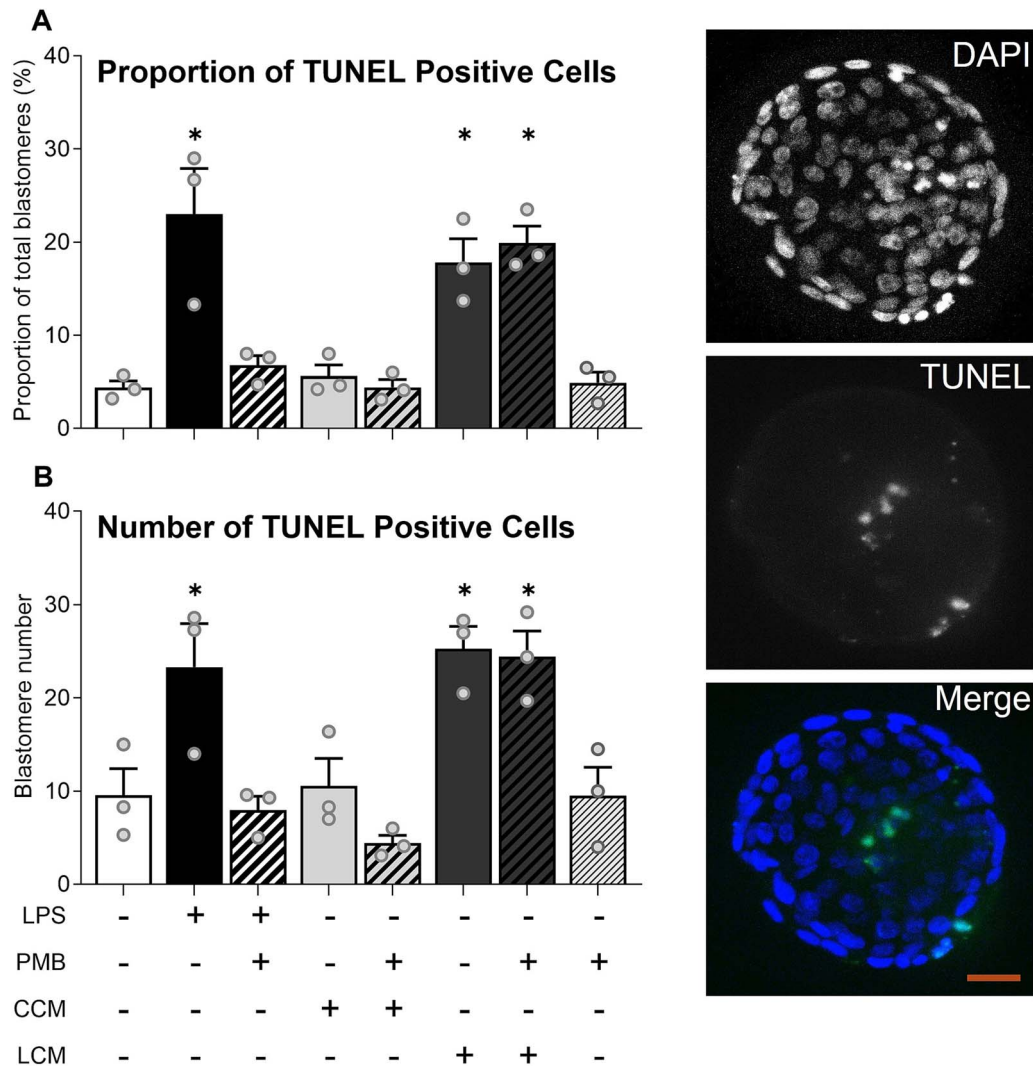 A
Proportion of TUNEL Positive Cells
Proportion of total blastomeres (%)
40
30
20
10
0
* * *
B
Number of TUNEL Positive Cells
Blastomere number
40
30
20
10
0
* * *
LPS - + + - - - - -
PMB - - + - + - + +
CCM - - - + + - - -
LCM - - - - - + + -
DAPI
TUNEL
Merge